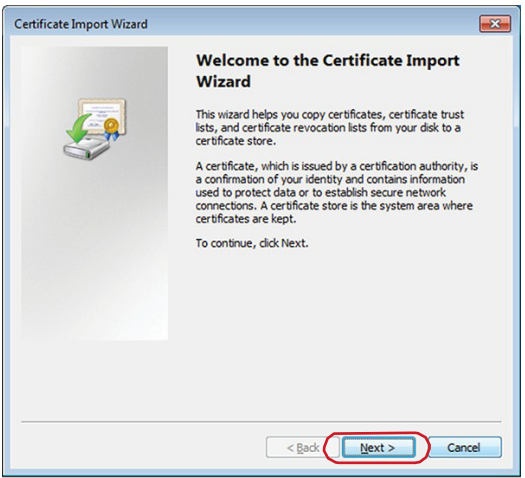 Certificate Import Wizard
Welcome to the Certificate Import
Wizard
This wizard helps you copy certificates, certificate trust
lists, and certificate revocation lists from your disk to a
certificate store.
A certificate, which is issued by a certification authority, is
a confirmation of your identity and contains information
used to protect data or to establish secure network
connections. A certificate store is the system area where
certificates are kept.
To continue, click Next.
< Back
Next >
Cancel